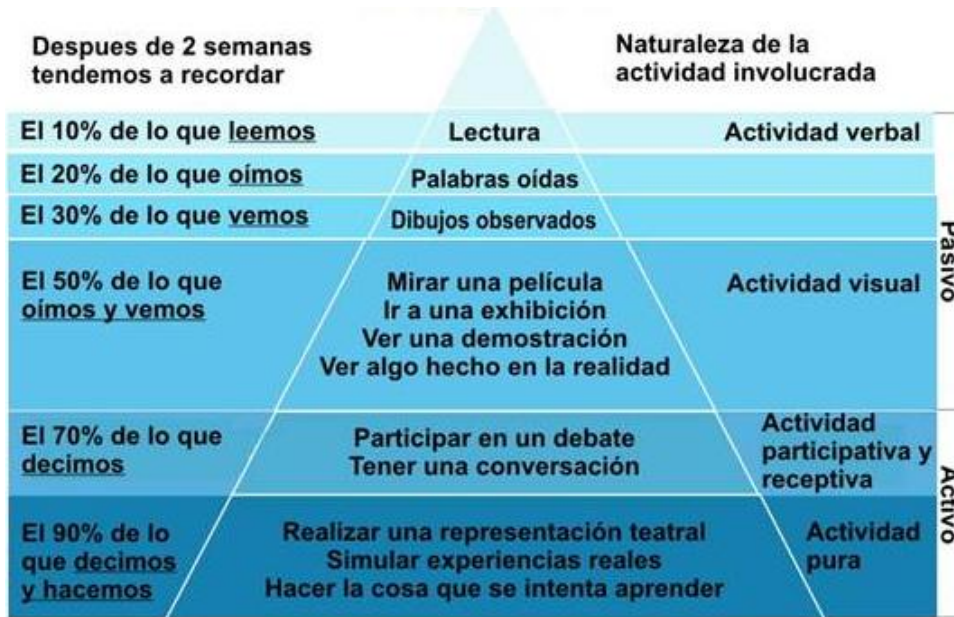 Despues de 2 semanas
tendemos a recordar
Naturaleza de la
actividad involucrada
El 10% de lo que leemos
Lectura
Actividad verbal
El 20% de lo que oímos
Palabras oídas
El 30% de lo que vemos
Dibujos observados
El 50% de lo que
oímos y vemos
Mirar una película
Ir a una exhibición
Ver una demostración
Ver algo hecho en la realidad
Actividad visual
Pasivo
El 70% de lo que
decimos
Participar en un debate
Tener una conversación
Actividad
participativa y
receptiva
El 90% de lo
que decimos
y hacemos
Realizar una representación teatral
Simular experiencias reales
Hacer la cosa que se intenta aprender
Actividad
pura
Activo